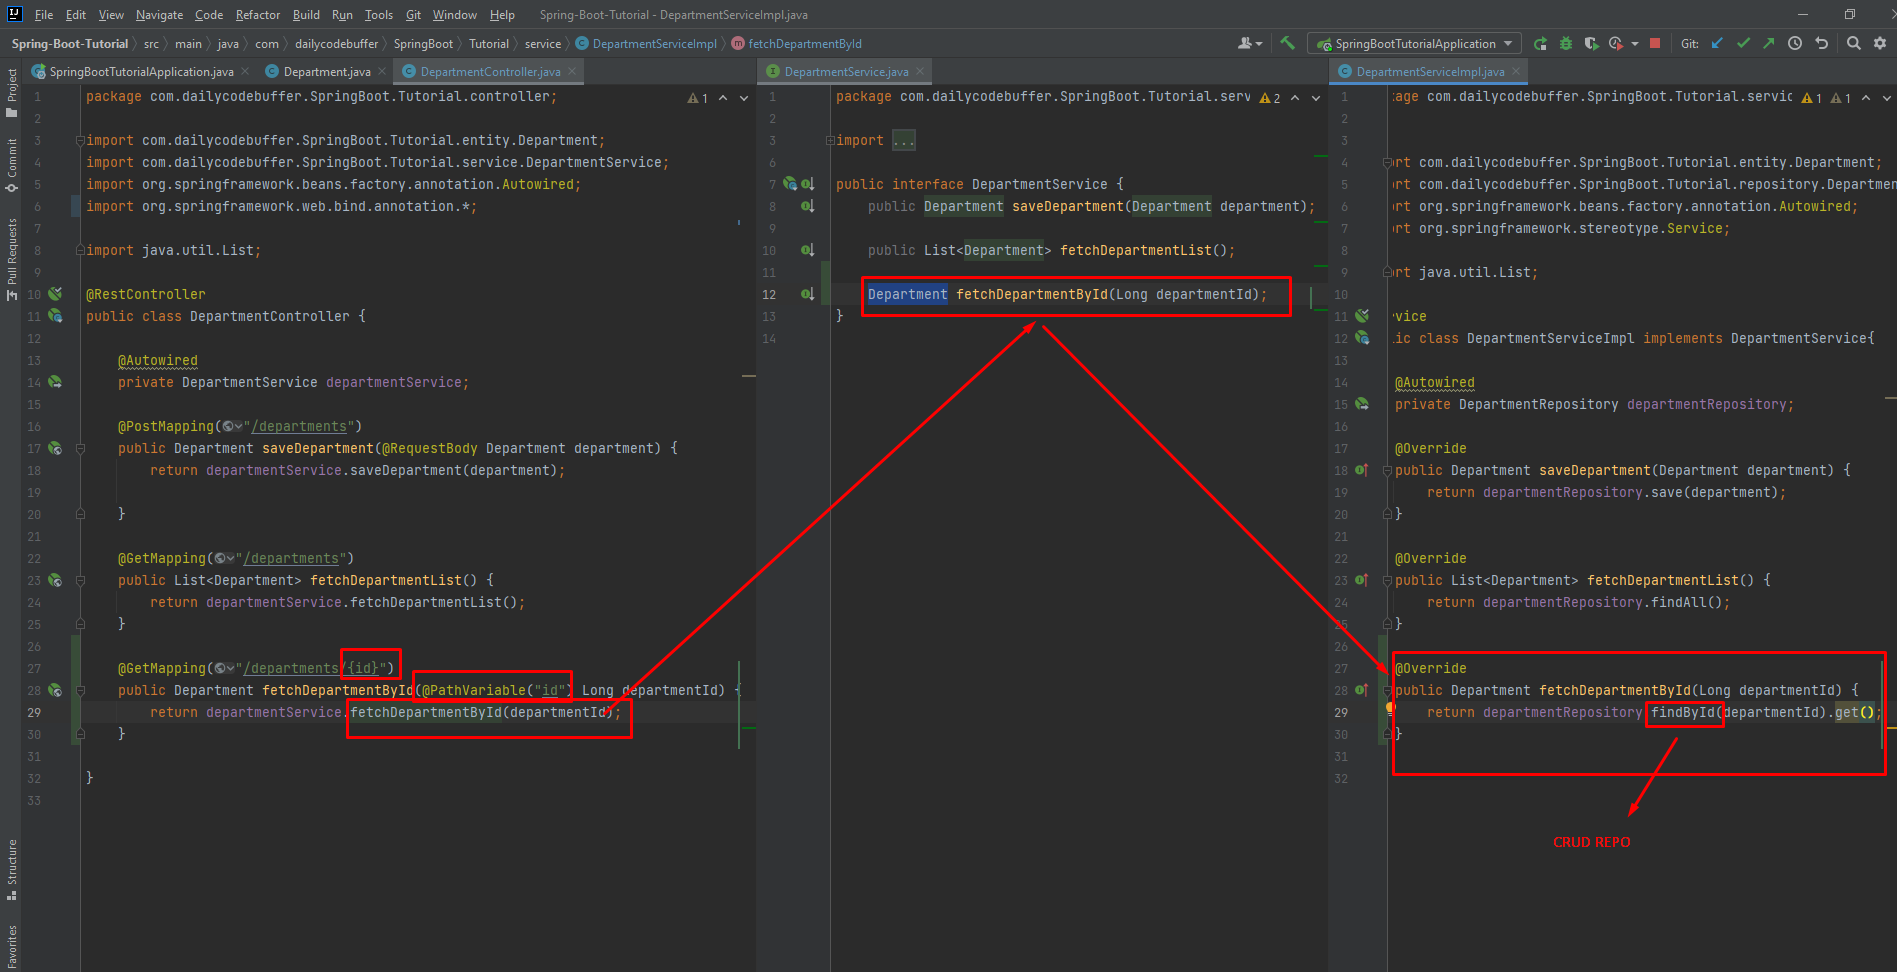 File Edit View Navigate Code Refactor Build Run Tools Git Window Help Spring-Boot-Tutorial - DepartmentServiceImpl.java
Spring-Boot-Tutorial src main java com dailycodebuffer SpringBoot Tutorial service DepartmentServiceImpl fetchDepartmentById SpringBootTutorialApplication Git:
SpringBootTutorialApplication.java Department.java DepartmentController.java DepartmentService.java DepartmentServiceImpl.java
Project
Commit
Pull Requests
Structure
Favorites
1 package com.dailycodebuffer.SpringBoot.Tutorial.controller; 1
2
3 import com.dailycodebuffer.SpringBoot.Tutorial.entity.Department;
4 import com.dailycodebuffer.SpringBoot.Tutorial.service.DepartmentService;
5 import org.springframework.beans.factory.annotation.Autowired;
6 import org.springframework.web.bind.annotation.*;
7
8 import java.util.List;
9
10 @RestController
11 public class DepartmentController {
12
13 @Autowired
14 private DepartmentService departmentService;
15
16 @PostMapping("/departments")
17 public Department saveDepartment(@RequestBody Department department) {
18 return departmentService.saveDepartment(department);
19
20 }
21
22 @GetMapping("/departments")
23 public List<Department> fetchDepartmentList() {
24 return departmentService.fetchDepartmentList();
25 }
26
27 @GetMapping("/departments/{id}")
28 public Department fetchDepartmentById(@PathVariable("id") Long departmentId) {
29 return departmentService.fetchDepartmentById(departmentId);
30 }
31
32 }
33
1 package com.dailycodebuffer.SpringBoot.Tutorial.serv 2
2
3 import ...
6
7 public interface DepartmentService {
8 public Department saveDepartment(Department department);
9
10 public List<Department> fetchDepartmentList();
11
12 Department fetchDepartmentById(Long departmentId);
13 }
14
1 age com.dailycodebuffer.SpringBoot.Tutorial.servic 1 1
2
3
4 rt com.dailycodebuffer.SpringBoot.Tutorial.entity.Department;
5 rt com.dailycodebuffer.SpringBoot.Tutorial.repository.Departmen
6 rt org.springframework.beans.factory.annotation.Autowired;
7 rt org.springframework.stereotype.Service;
8
9 rt java.util.List;
10
11 vice
12 ic class DepartmentServiceImpl implements DepartmentService{
13
14 @Autowired
15 private DepartmentRepository departmentRepository;
16
17 @Override
18 public Department saveDepartment(Department department) {
19 return departmentRepository.save(department);
20 }
21
22 @Override
23 public List<Department> fetchDepartmentList() {
24 return departmentRepository.findAll();
25 }
26
27 @Override
28 public Department fetchDepartmentById(Long departmentId) {
29 return departmentRepository findById(departmentId).get();
30 }
31
32
CRUD REPO